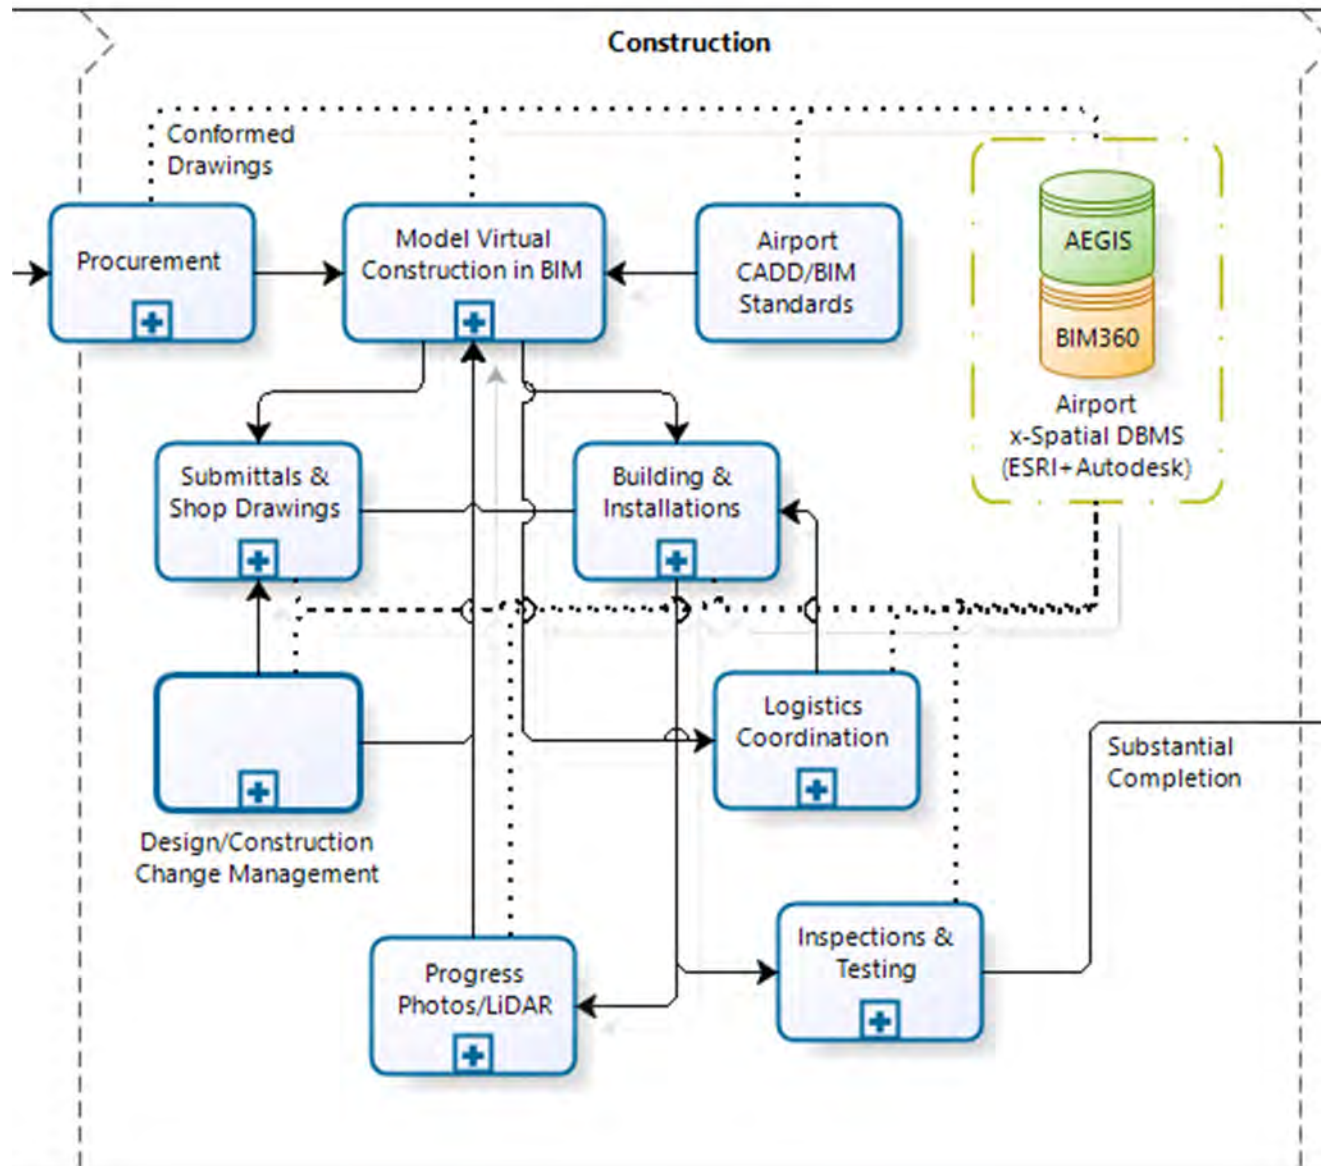 Construction
Conformed
Drawings
Procurement
Model Virtual
Construction in BIM
Airport
CADD/BIM
Standards
AEGIS
BIM360
Airport
x-Spatial DBMS
(ESRI+Autodesk)
Submittals &
Shop Drawings
Building &
Installations
Logistics
Coordination
Substantial
Completion
Design/Construction
Change Management
Progress
Photos/LiDAR
Inspections &
Testing